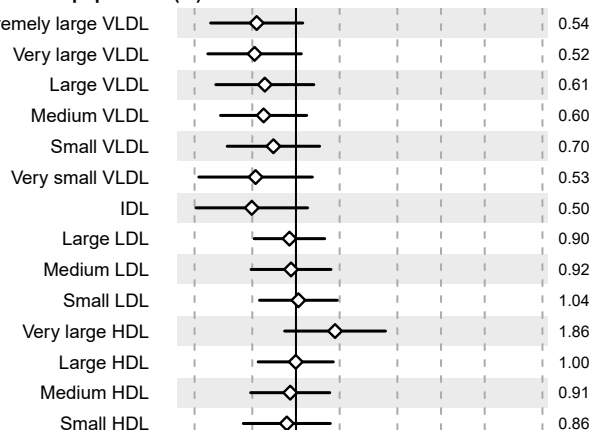 remely large VLDL 0.54
Very large VLDL 0.52
Large VLDL 0.61
Medium VLDL 0.60
Small VLDL 0.70
Very small VLDL 0.53
IDL 0.50
Large LDL 0.90
Medium LDL 0.92
Small LDL 1.04
Very large HDL 1.86
Large HDL 1.00
Medium HDL 0.91
Small HDL 0.86